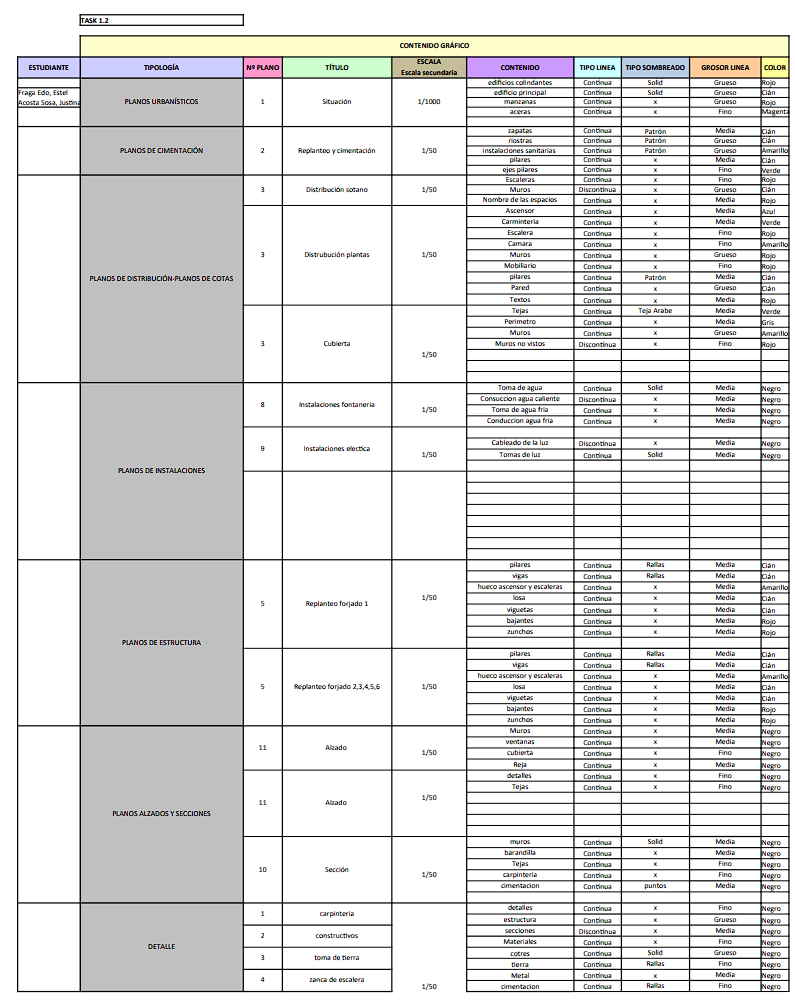 TASK 1.2
CONTENIDO GRÁFICO
ESTUDIANTE TIPOLOGÍA Nº PLANO TÍTULO ESCALA Escala secundaria CONTENIDO TIPO LINEA TIPO SOMBREADO GROSOR LINEA COLOR
Fraga Edo, Estel
Acosta Sosa, Justina
PLANOS URBANÍSTICOS 1 Situación 1/1000
edificios colindantes Continua Solid Grueso Rojo
edificio principal Continua Solid Grueso Cián
manzanas Continua x Grueso Rojo
aceras Continua x Fino Magenta
PLANOS DE CIMENTACIÓN 2 Replanteo y cimentación 1/50
zapatas Continua Patrón Media Cián
riostras Continua Patrón Grueso Cián
instalaciones sanitarias Continua Patrón Grueso Amarillo
pilares Continua x Media Cián
ejes pilares Continua x Fino Verde
PLANOS DE DISTRIBUCIÓN-PLANOS DE COTAS
3 Distribución sotano 1/50
Escaleras Continua x Fino Rojo
Muros Discontinua x Grueso Cián
Nombre de las espacios Continua x Media Rojo
3 Distrubución plantas 1/50
Ascensor Continua x Media Azul
Carminteria Continua x Media Verde
Escalera Continua x Fino Rojo
Camara Continua x Fino Amarillo
Muros Continua x Grueso Rojo
Mobiliario Continua x Fino Rojo
pilares Continua Patrón Media Cián
Pared Continua x Grueso Cián
Textos Continua x Media Rojo
3 Cubierta 1/50
Tejas Continua Teja Arabe Media Verde
Perimetro Continua x Media Gris
Muros Continua x Grueso Amarillo
Muros no vistos Discontinua x Fino Rojo
PLANOS DE INSTALACIONES
8 Instalaciones fontaneria 1/50
Toma de agua Continua Solid Media Negro
Consuccion agua caliente Discontinua x Media Negro
Toma de agua fria Continua x Media Negro
Conduccion agua fria Continua x Media Negro
9 Instalaciones electica 1/50
Cableado de la luz Discontinua x Media Negro
Tomas de luz Continua Solid Media Negro
PLANOS DE ESTRUCTURA
5 Replanteo forjado 1 1/50
pilares Continua Rallas Media Cián
vigas Continua Rallas Media Cián
hueco ascensor y escaleras Continua x Media Amarillo
losa Continua x Media Cián
viguetas Continua x Media Cián
bajantes Continua x Media Rojo
zunchos Continua x Media Rojo
5 Replanteo forjado 2,3,4,5,6 1/50
pilares Continua Rallas Media Cián
vigas Continua Rallas Media Cián
hueco ascensor y escaleras Continua x Media Amarillo
losa Continua x Media Cián
viguetas Continua x Media Cián
bajantes Continua x Media Rojo
zunchos Continua x Media Rojo
PLANOS ALZADOS Y SECCIONES
11 Alzado 1/50
Muros Continua x Media Negro
ventanas Continua x Media Negro
cubierta Continua x Fino Negro
Reja Continua x Media Negro
11 Alzado 1/50
detalles Continua x Fino Negro
Tejas Continua x Fino Negro
10 Sección 1/50
muros Continua Solid Media Negro
barandilla Continua x Media Negro
Tejas Continua x Fino Negro
carpinteria Continua x Fino Negro
cimentacion Continua puntos Media Negro
DETALLE
1 carpinteria
detalles Continua x Fino Negro
estructura Continua x Grueso Negro
2 constructivos
secciones Discontinua x Media Negro
Materiales Continua x Fino Negro
3 toma de tierra
cotres Continua Solid Grueso Negro
tierra Continua Rallas Fino Negro
4 zanca de escalera 1/50
Metal Continua x Media Negro
cimentacion Continua Rallas Fino Negro